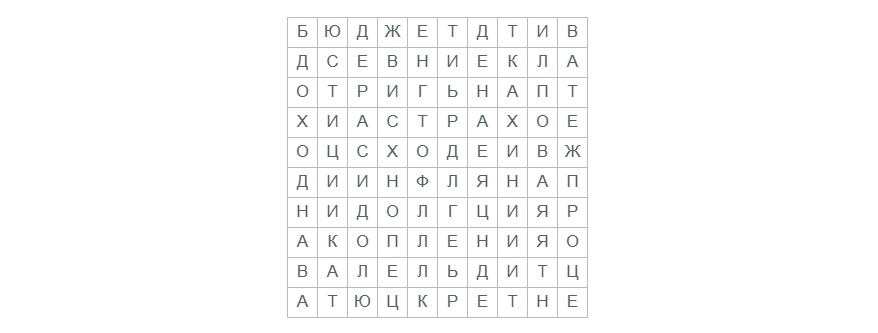 Б Ю Д Ж Е Т Д Т И В
Д С Е В Н И Е К Л А
О Т Р И Г Ь Н А П Т
Х И А С Т Р А Х О Е
О Ц С Х О Д Е И В Ж
Д И И Н Ф Л Я Н А П
Н И Д О Л Г Ц И Я Р
А К О П Л Е Н И Я О
В А Л Е Л Ь Д И Т Ц
А Т Ю Ц К Р Е Т Н Е